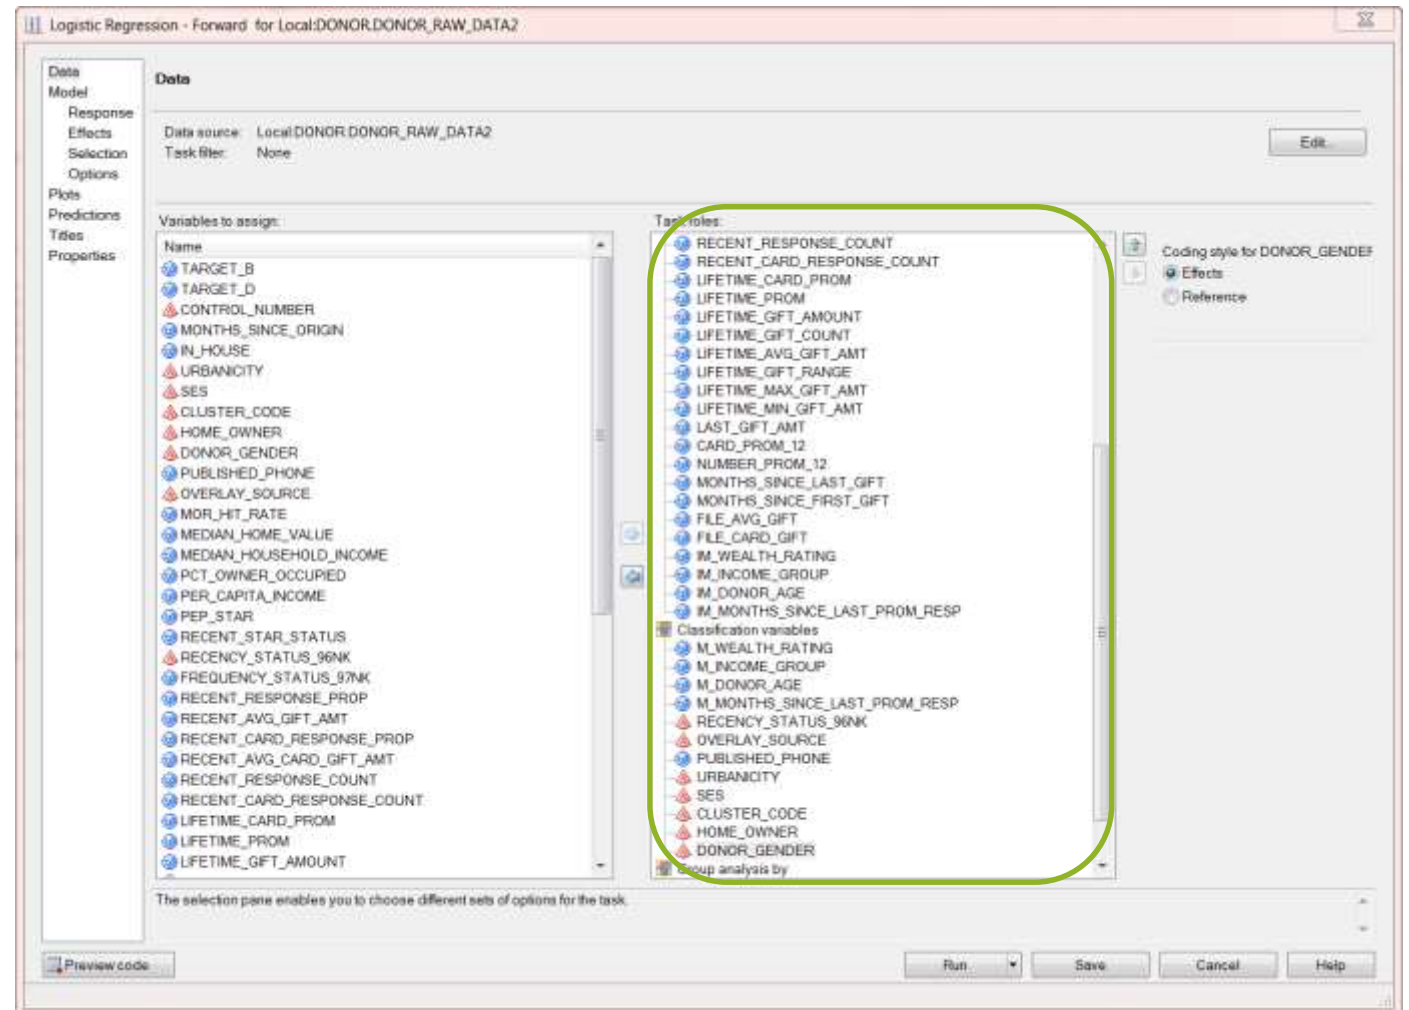 Logistic Regression - Forward for Local:DONOR.DONOR_RAW_DATA2
Data
Model
Response
Effects
Selection
Options
Plots
Predictions
Titles
Properties
Data
Data source: Local:DONOR.DONOR_RAW_DATA2
Task filter: None
Edit...
Variables to assign:
Name
TARGET_B
TARGET_D
CONTROL_NUMBER
MONTHS_SINCE_ORIGIN
IN_HOUSE
URBANICITY
SES
CLUSTER_CODE
HOME_OWNER
DONOR_GENDER
PUBLISHED_PHONE
OVERLAY_SOURCE
MOR_HIT_RATE
MEDIAN_HOME_VALUE
MEDIAN_HOUSEHOLD_INCOME
PCT_OWNER_OCCUPIED
PER_CAPITA_INCOME
PEP_STAR
RECENT_STAR_STATUS
RECENCY_STATUS_96NK
FREQUENCY_STATUS_97NK
RECENT_RESPONSE_PROP
RECENT_AVG_GIFT_AMT
RECENT_CARD_RESPONSE_PROP
RECENT_AVG_CARD_GIFT_AMT
RECENT_RESPONSE_COUNT
RECENT_CARD_RESPONSE_COUNT
LIFETIME_CARD_PROM
LIFETIME_PROM
LIFETIME_GIFT_AMOUNT
Task roles:
RECENT_RESPONSE_COUNT
RECENT_CARD_RESPONSE_COUNT
LIFETIME_CARD_PROM
LIFETIME_PROM
LIFETIME_GIFT_AMOUNT
LIFETIME_GIFT_COUNT
LIFETIME_AVG_GIFT_AMT
LIFETIME_GIFT_RANGE
LIFETIME_MAX_GIFT_AMT
LIFETIME_MIN_GIFT_AMT
LAST_GIFT_AMT
CARD_PROM_12
NUMBER_PROM_12
MONTHS_SINCE_LAST_GIFT
MONTHS_SINCE_FIRST_GIFT
FILE_AVG_GIFT
FILE_CARD_GIFT
IM_WEALTH_RATING
IM_INCOME_GROUP
IM_DONOR_AGE
IM_MONTHS_SINCE_LAST_PROM_RESP
Classification variables
M_WEALTH_RATING
M_INCOME_GROUP
M_DONOR_AGE
M_MONTHS_SINCE_LAST_PROM_RESP
RECENCY_STATUS_96NK
OVERLAY_SOURCE
PUBLISHED_PHONE
URBANICITY
SES
CLUSTER_CODE
HOME_OWNER
DONOR_GENDER
Group analysis by
Coding style for DONOR_GENDER
Effects
Reference
The selection pane enables you to choose different sets of options for the task.
Preview code
Run
Save
Cancel
Help